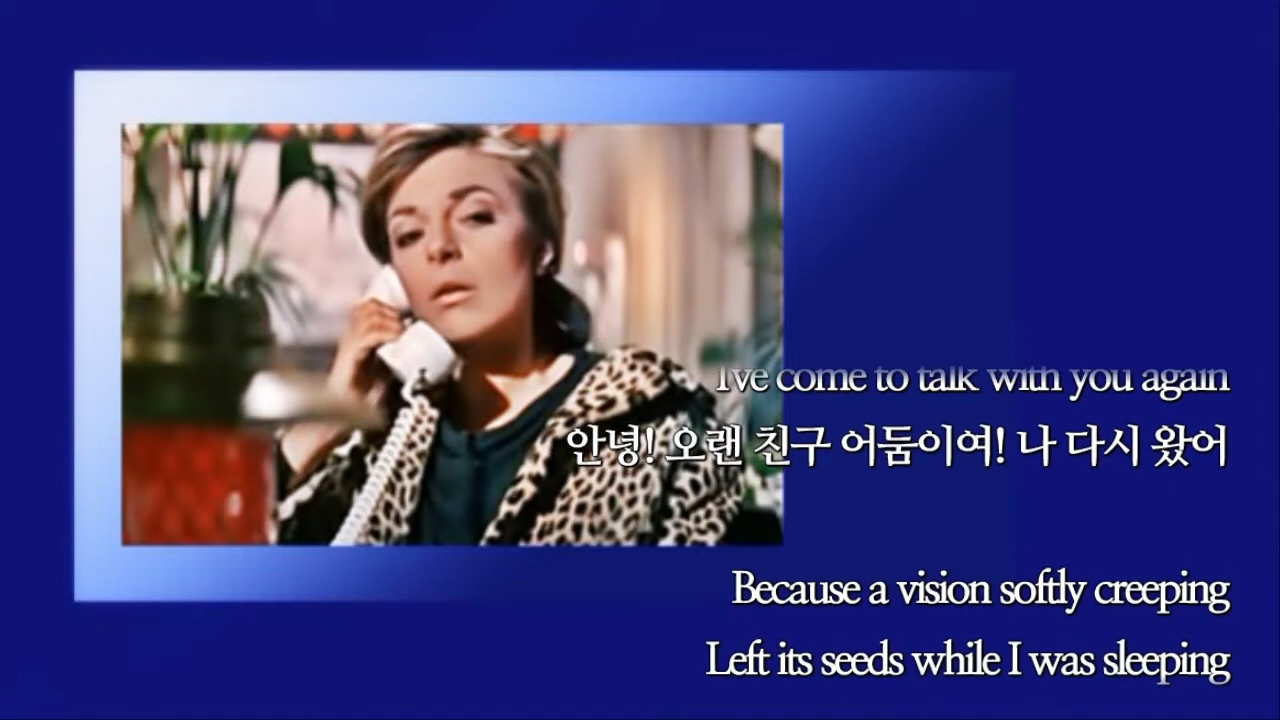 Ive come to talk with you again
안녕! 오랜 친구 어둠이여! 나 다시 왔어
Because a vision softly creeping
Left its seeds while I was sleeping